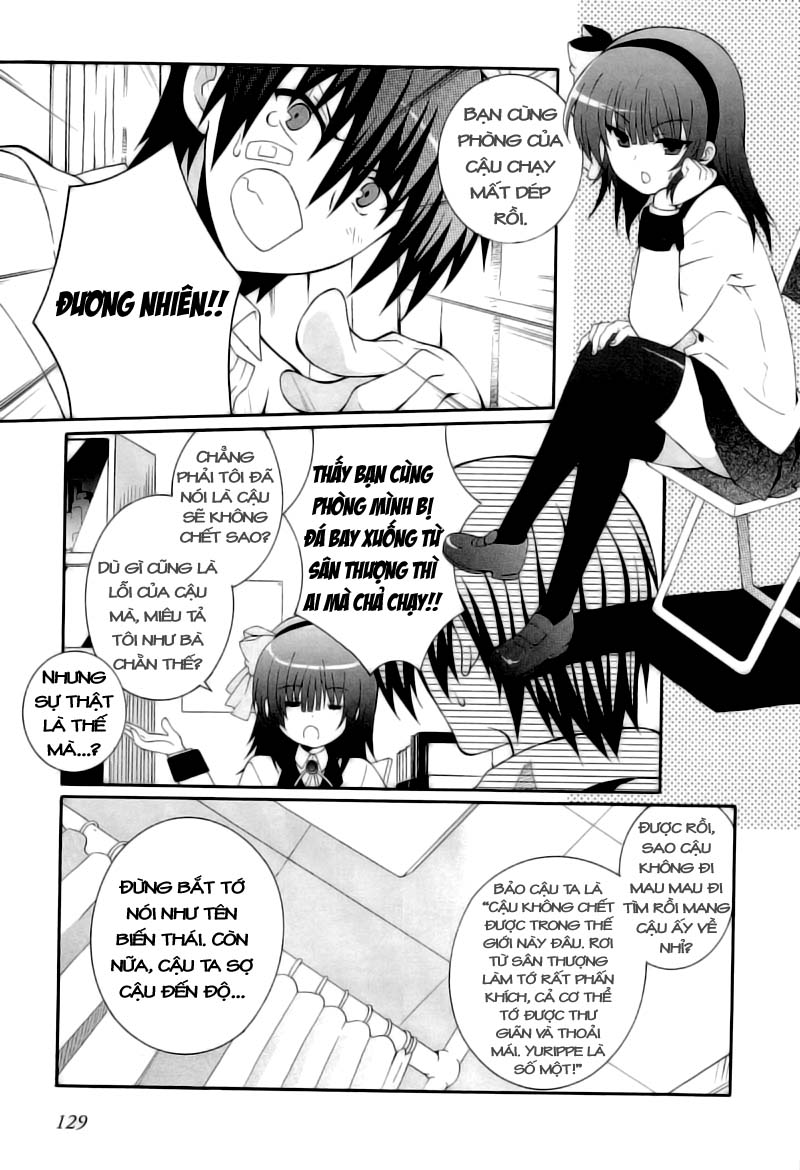 BẠN CÙNG
PHÒNG CỦA
CẬU CHẠY
MẤT DÉP
RỒI.
ĐƯƠNG NHIÊN!!
THẤY BẠN CÙNG
PHÒNG MÌNH BỊ
ĐÁ BAY XUỐNG TỪ
SÂN THƯỢNG THÌ
AI MÀ CHẢ CHẠY!!
CHẲNG
PHẢI TÔI ĐÃ
NÓI LÀ CẬU
SẼ KHÔNG
CHẾT SAO?
DÙ GÌ CŨNG LÀ
LỖI CỦA CẬU
MÀ, MIÊU TẢ
TÔI NHƯ BÀ
CHẰN THẾ?
NHƯNG
SỰ THẬT
LÀ THẾ
MÀ...?
ĐƯỢC RỒI,
SAO CẬU
KHÔNG ĐI
MAU MAU ĐI
TÌM RỒI MANG
CẬU ẤY VỀ
NHỈ?
BẢO CẬU TA LÀ
“CẬU KHÔNG CHẾT
ĐƯỢC TRONG THẾ
GIỚI NÀY ĐÂU. RƠI
TỪ SÂN THƯỢNG
LÀM TỚ RẤT PHẤN
KHÍCH, CẢ CƠ THỂ
TỚ ĐƯỢC THƯ
GIÃN VÀ THOẢI
MÁI. YURIPPE LÀ
SỐ MỘT!”
ĐỪNG BẮT TỚ
NÓI NHƯ TÊN
BIẾN THÁI. CÒN
NỮA, CẬU TA SỢ
CẬU ĐẾN ĐỘ...
129